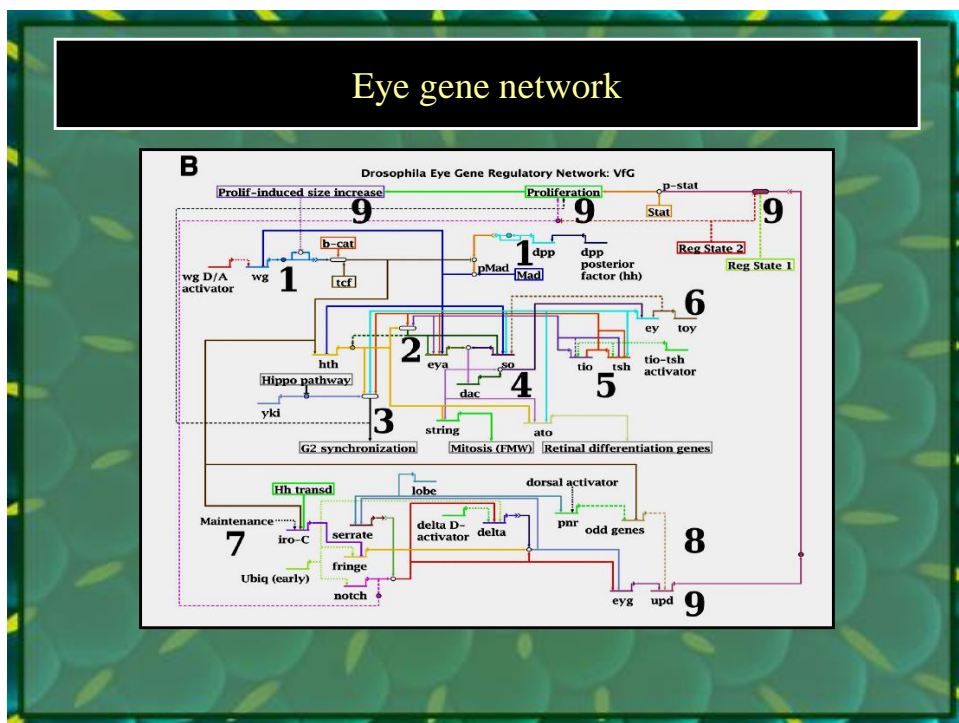 Eye gene network
B
Drosophila Eye Gene Regulatory Network: VfG
p-stat
Prolif-induced size increase
Proliferation
9
9
Stat
9
Reg State 2
Reg State 1
b-cat
wg D/A
activator
wg
1
tcf
pMad
1
dpp
Mad
dpp
posterior
factor (hh)
6
ey
toy
hth
2
eya
so
tio
tsh
tio-tsh
activator
5
4
dac
Hippo pathway
yki
3
string
ato
G2 synchronization
Mitosis (FMW)
Retinal differentiation genes
Hh transd
lobe
dorsal activator
Maintenance
iro-C
7
serrate
delta D-
activator
delta
pnr
odd genes
8
fringe
Ubiq (early)
notch
eyg
upd
9